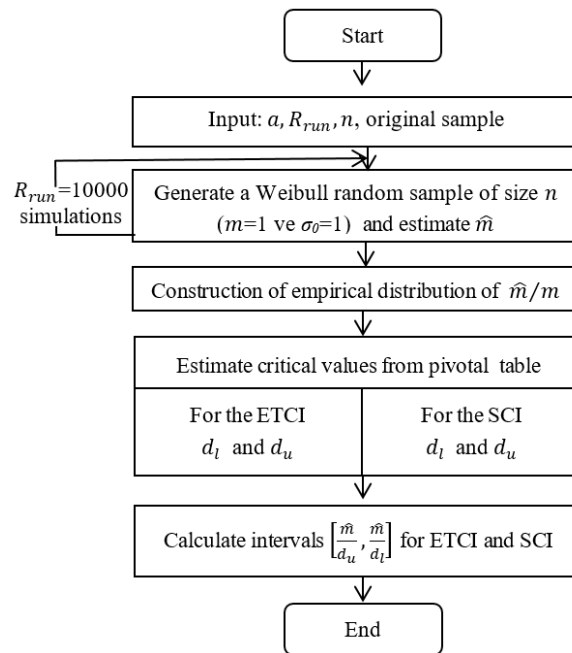 Start
Input: a, R_run, n, original sample
R_run=10000
simulations
Generate a Weibull random sample of size n
(m=1 ve σ₀=1) and estimate m̂
Construction of empirical distribution of m̂/m
Estimate critical values from pivotal table
For the ETCI
d_l and d_u
For the SCI
d_l and d_u
Calculate intervals [m̂/d_u, m̂/d_l] for ETCI and SCI
End